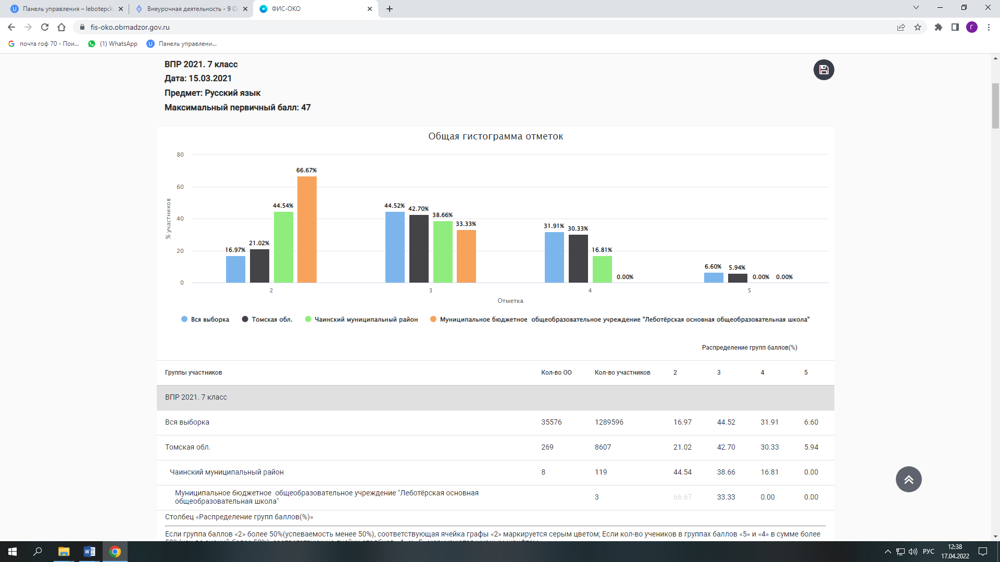 Панель управления – lebotepck
Внеурочная деятельность - 9 О
ФИС-ОКО
fis-oko.obrnadzor.gov.ru
Г
почта гоф 70 - Пои...
(1) WhatsApp
Панель управлени...
ВПР 2021. 7 класс
Дата: 15.03.2021
Предмет: Русский язык
Максимальный первичный балл: 47
Общая гистограмма отметок
% участников
80
60
40
20
0
16.97% 21.02% 44.54% 66.67%
44.52% 42.70% 38.66% 33.33%
31.91% 30.33% 16.81% 0.00%
6.60% 5.94% 0.00% 0.00%
2 3 4 5
Отметка
Вся выборка Томская обл. Чаинский муниципальный район Муниципальное бюджетное общеобразовательное учреждение "Леботёрская основная общеобразовательная школа"
Распределение групп баллов(%)
Группы участников Кол-во ОО Кол-во участников 2 3 4 5
ВПР 2021. 7 класс
Вся выборка 35576 1289596 16.97 44.52 31.91 6.60
Томская обл. 269 8607 21.02 42.70 30.33 5.94
Чаинский муниципальный район 8 119 44.54 38.66 16.81 0.00
Муниципальное бюджетное общеобразовательное учреждение "Леботёрская основная
общеобразовательная школа" 3 66.67 33.33 0.00 0.00
Столбец «Распределение групп баллов(%)»
Если группа баллов «2» более 50%(успеваемость менее 50%), соответствующая ячейка графы «2» маркируется серым цветом; Если кол-во учеников в группах баллов «5» и «4» в сумме более
РУС
12:38
17.04.2022